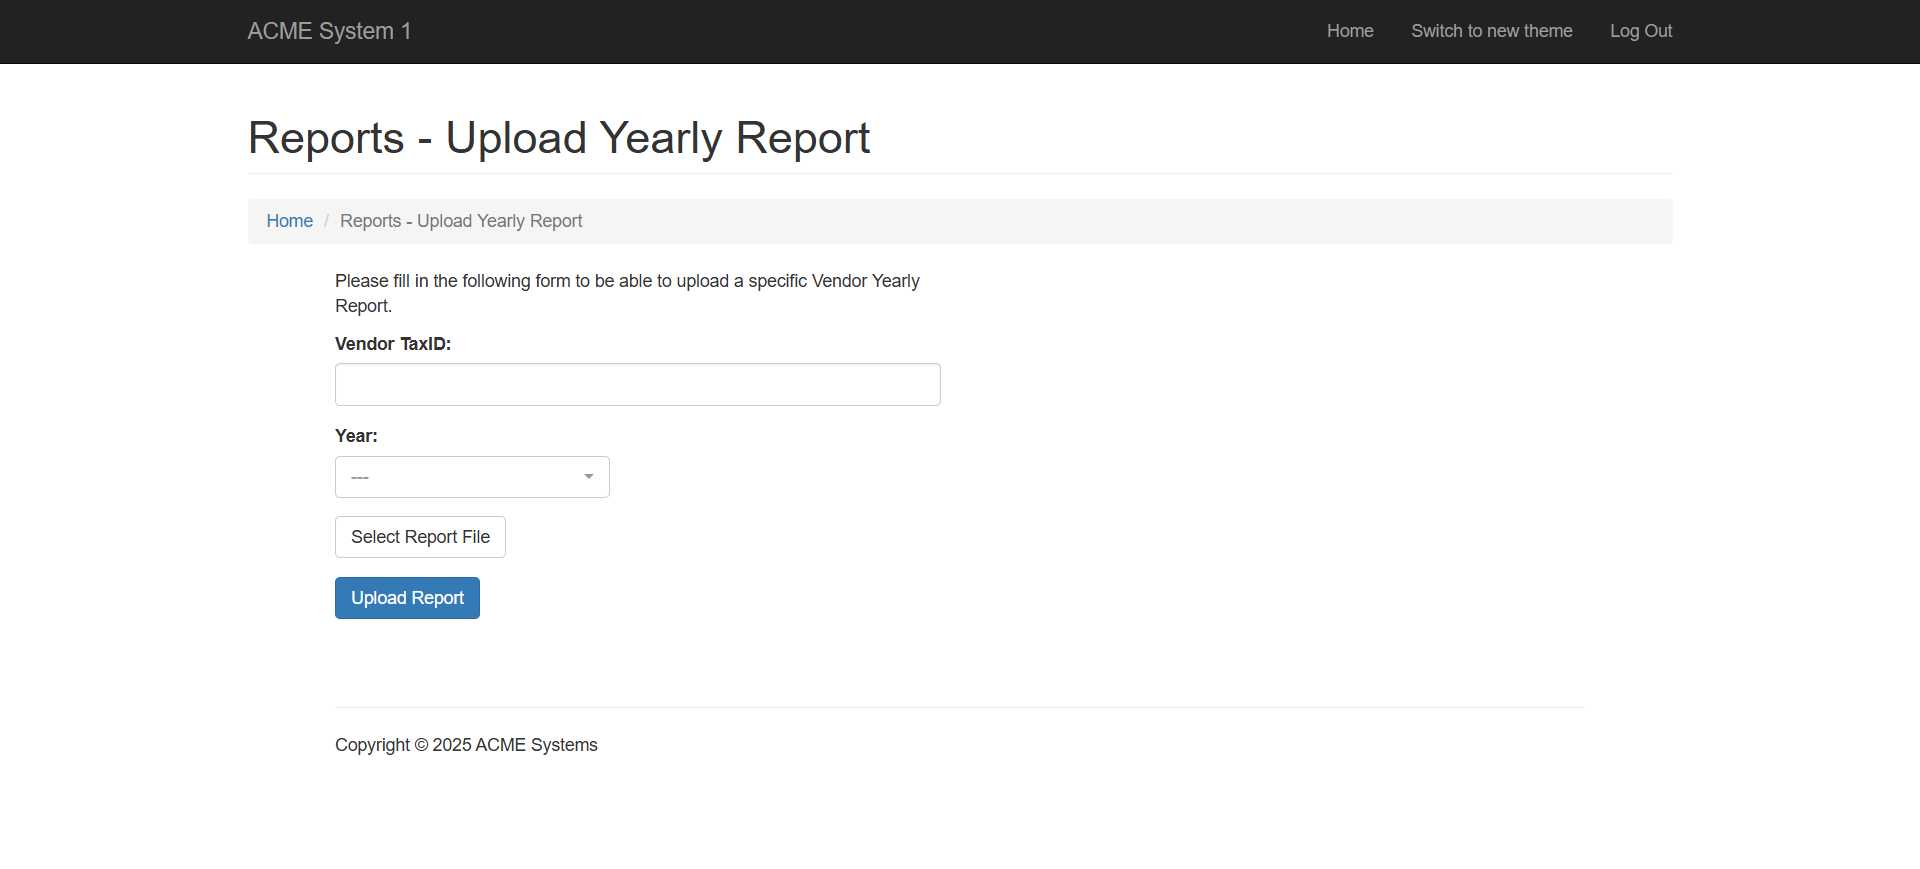 ACME System 1
Home
Switch to new theme
Log Out
Reports - Upload Yearly Report
Home / Reports - Upload Yearly Report
Please fill in the following form to be able to upload a specific Vendor Yearly
Report.
Vendor TaxID:
Year:
---
Select Report File
Upload Report
Copyright © 2025 ACME Systems